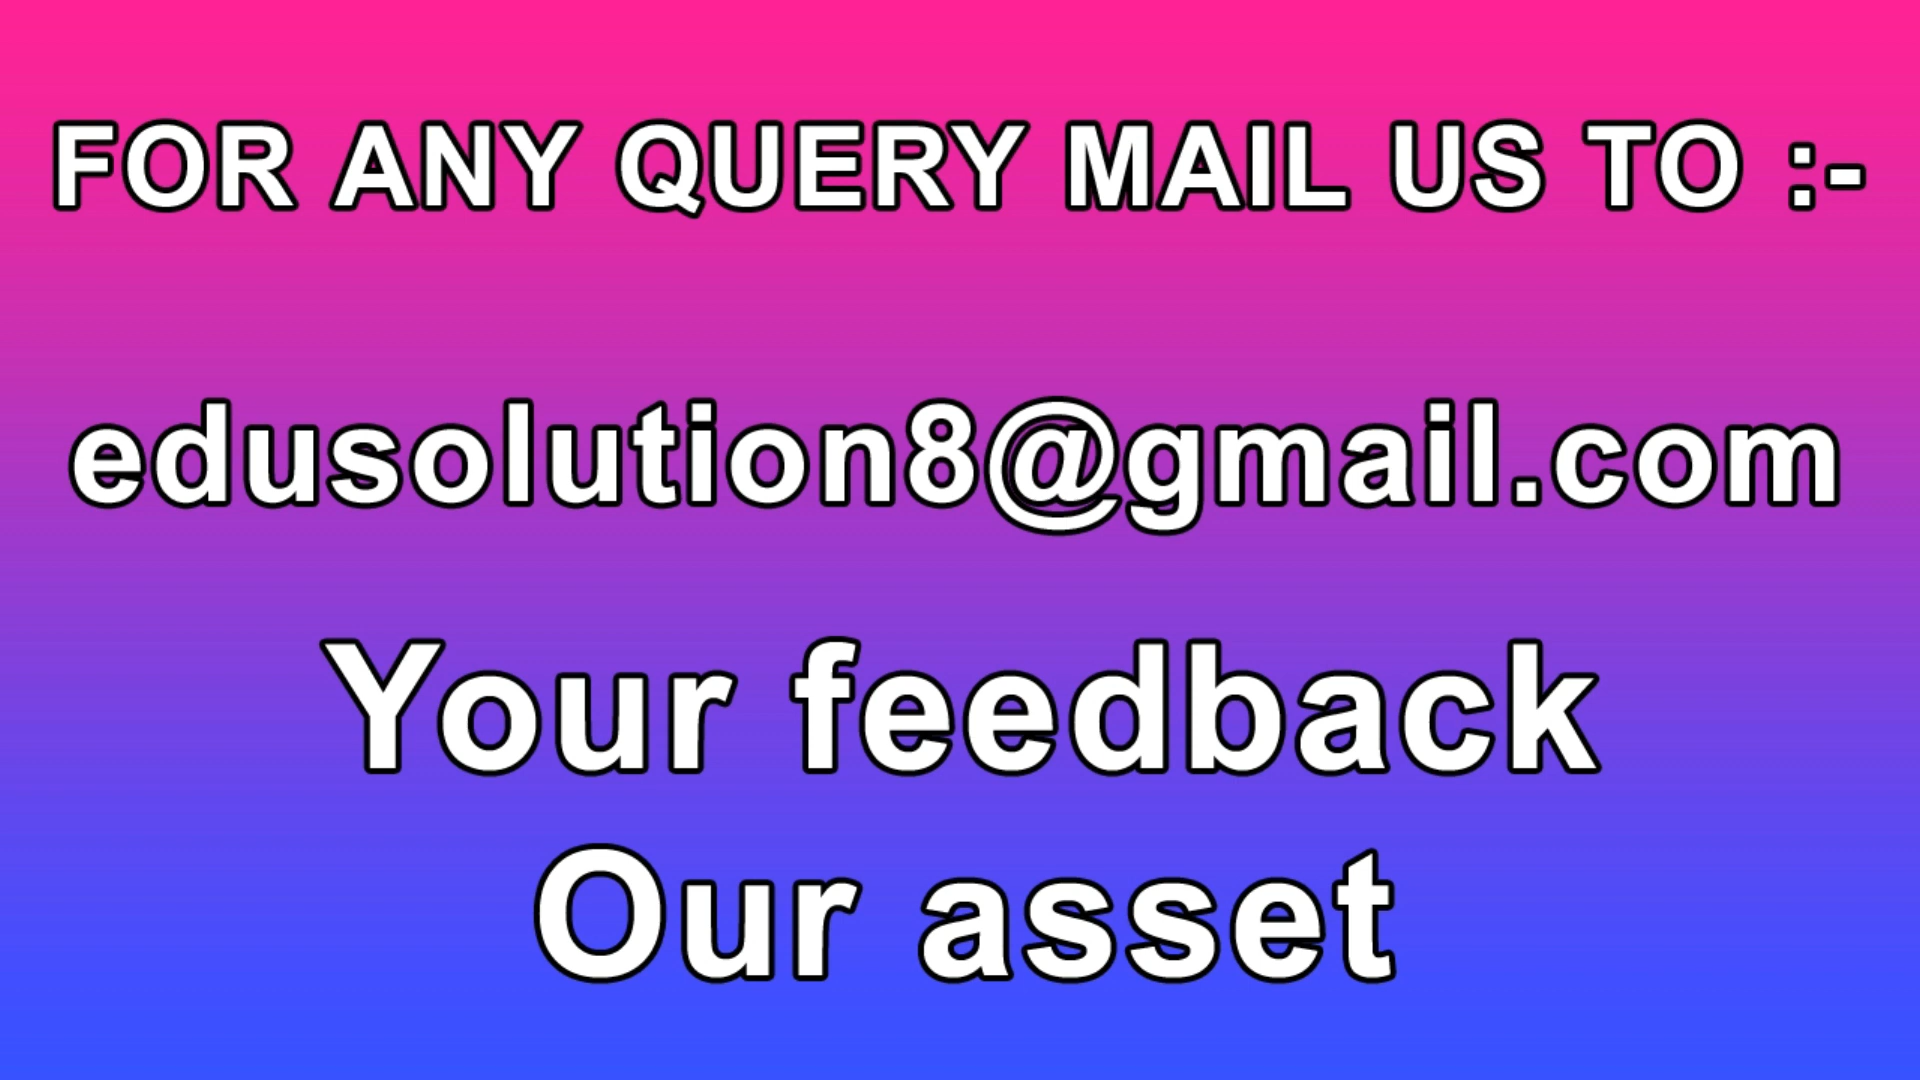 FOR ANY QUERY MAIL US TO :-
edusolution8@gmail.com
Your feedback
Our asset